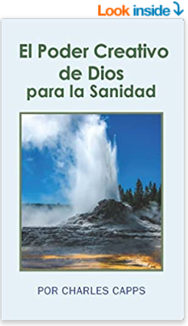 Look inside
El Poder Creativo
de Dios
para la Sanidad
POR CHARLES CAPPS